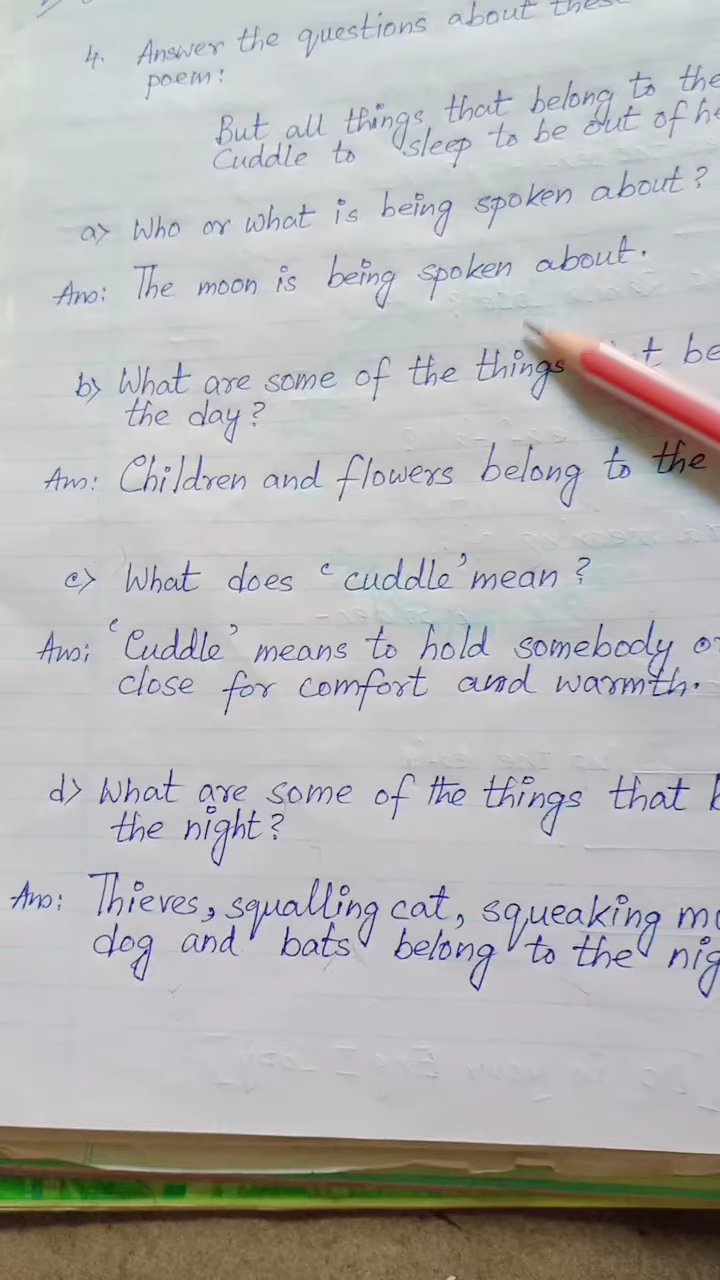 4. Answer the questions about these
poem:
But all things that belong to the
Cuddle to sleep to be out of
a) Who or what is being spoken about?
Ans: The moon is being spoken about.
b) What are some of the things
the day?
Ans: Children and flowers belong to the
c) What does 'cuddle' mean?
Ans: 'Cuddle' means to hold somebody
close for comfort and warmth.
d) What are some of the things that
the night?
Ans: Thieves, squalling cat, squeaking
dog and bats belong to the